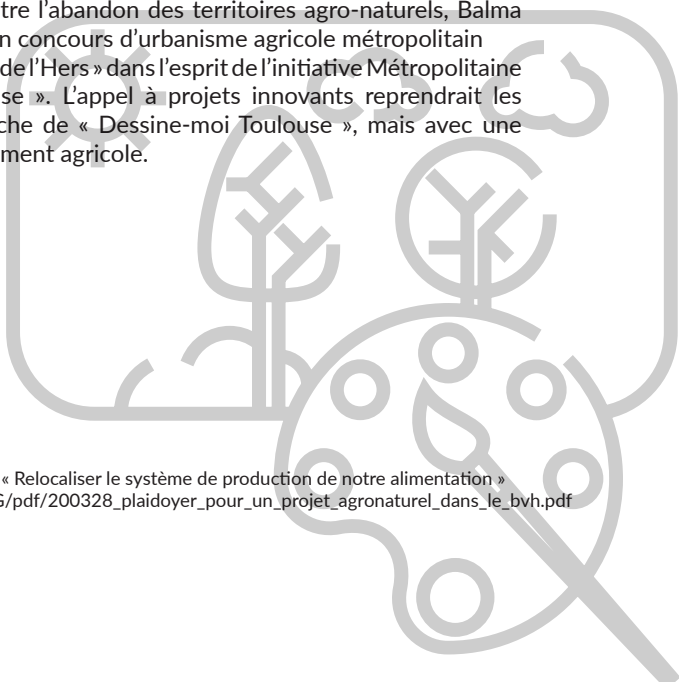 tre l’abandon des territoires agro-naturels, Balma
n concours d’urbanisme agricole métropolitain
de l’Hers » dans l’esprit de l’initiative Métropolitaine
se ». L’appel à projets innovants reprendrait les
che de « Dessine-moi Toulouse », mais avec une
ment agricole.
« Relocaliser le système de production de notre alimentation »
G/pdf/200328_plaidoyer_pour_un_projet_agronaturel_dans_le_bvh.pdf